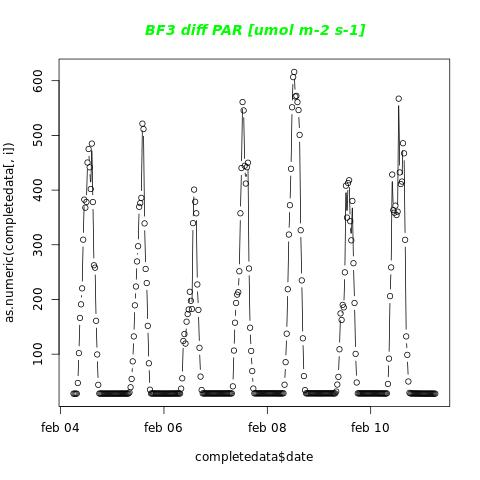 BF3 diff PAR [umol m-2 s-1]
as.numeric(completedata[, i])
600
500
400
300
200
100
feb 04 feb 06 feb 08 feb 10
completedata$date